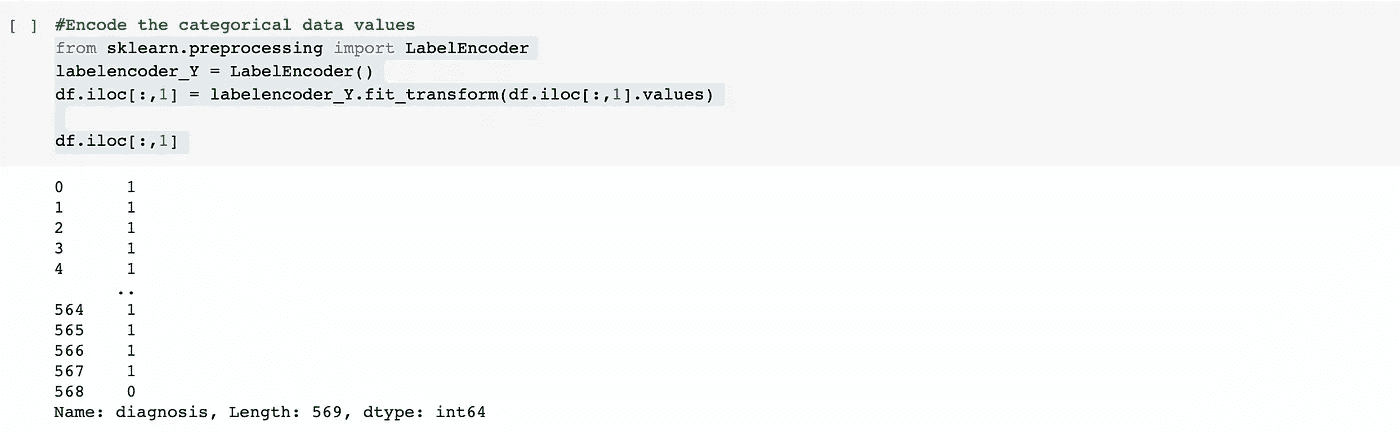 [ ] #Encode the categorical data values
from sklearn.preprocessing import LabelEncoder
labelencoder_Y = LabelEncoder()
df.iloc[:,1] = labelencoder_Y.fit_transform(df.iloc[:,1].values)
df.iloc[:,1]
0 1
1 1
2 1
3 1
4 1
..
564 1
565 1
566 1
567 1
568 0
Name: diagnosis, Length: 569, dtype: int64